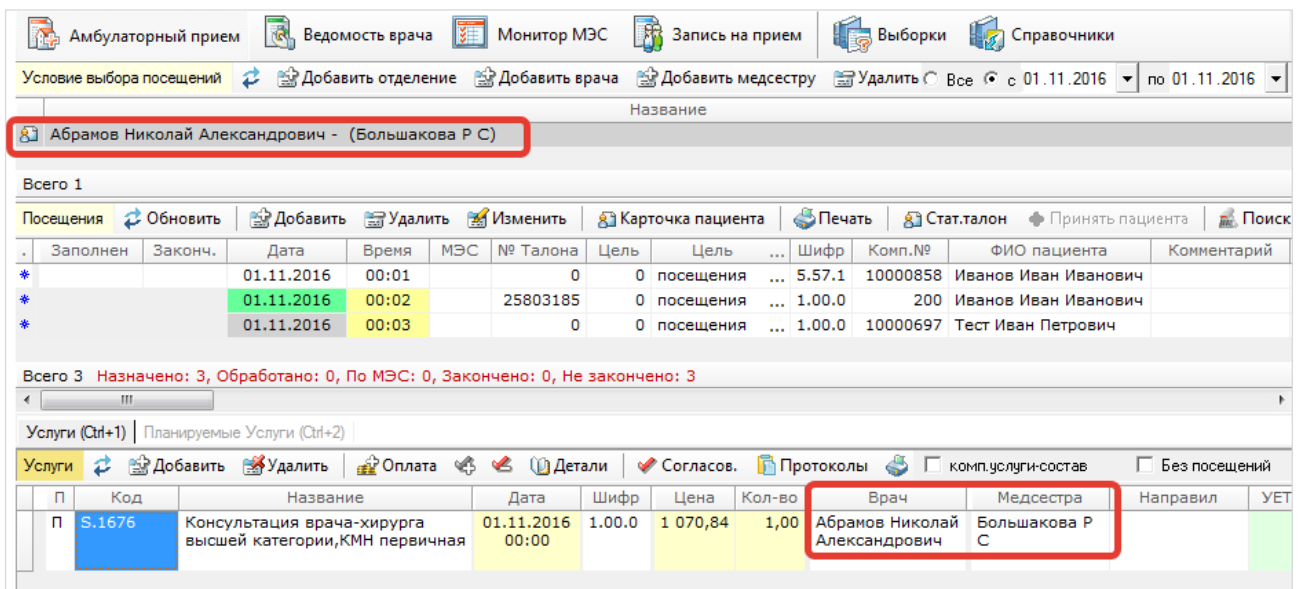 Амбулаторный прием Ведомость врача Монитор МЭС Запись на прием Выборки Справочники
Условие выбора посещений Добавить отделение Добавить врача Добавить медсестру Удалить Все с 01.11.2016 по 01.11.2016
Название
Абрамов Николай Александрович - (Большакова Р С)
Всего 1
Посещения Обновить Добавить Удалить Изменить Карточка пациента Печать Стат.талон Принять пациента Поиск
. Заполнен Законч. Дата Время МЭС № Талона Цель Цель ... Шифр Комп.№ ФИО пациента Комментарий
* 01.11.2016 00:01 0 0 посещения ... 5.57.1 10000858 Иванов Иван Иванович
* 01.11.2016 00:02 25803185 0 посещения ... 1.00.0 200 Иванов Иван Иванович
* 01.11.2016 00:03 0 0 посещения ... 1.00.0 10000697 Тест Иван Петрович
Всего 3 Назначено: 3, Обработано: 0, По МЭС: 0, Закончено: 0, Не закончено: 3
Услуги (Ctrl+1) Планируемые Услуги (Ctrl+2)
Услуги Добавить Удалить Оплата Детали Согласов. Протоколы комп.услуги-состав Без посещений
П Код Название Дата Шифр Цена Кол-во Врач Медсестра Направил УЕТ
П S.1676 Консультация врача-хирурга 01.11.2016 1.00.0 1 070,84 1,00 Абрамов Николай Большакова Р
высшей категории,КМН первичная 00:00 Александрович С